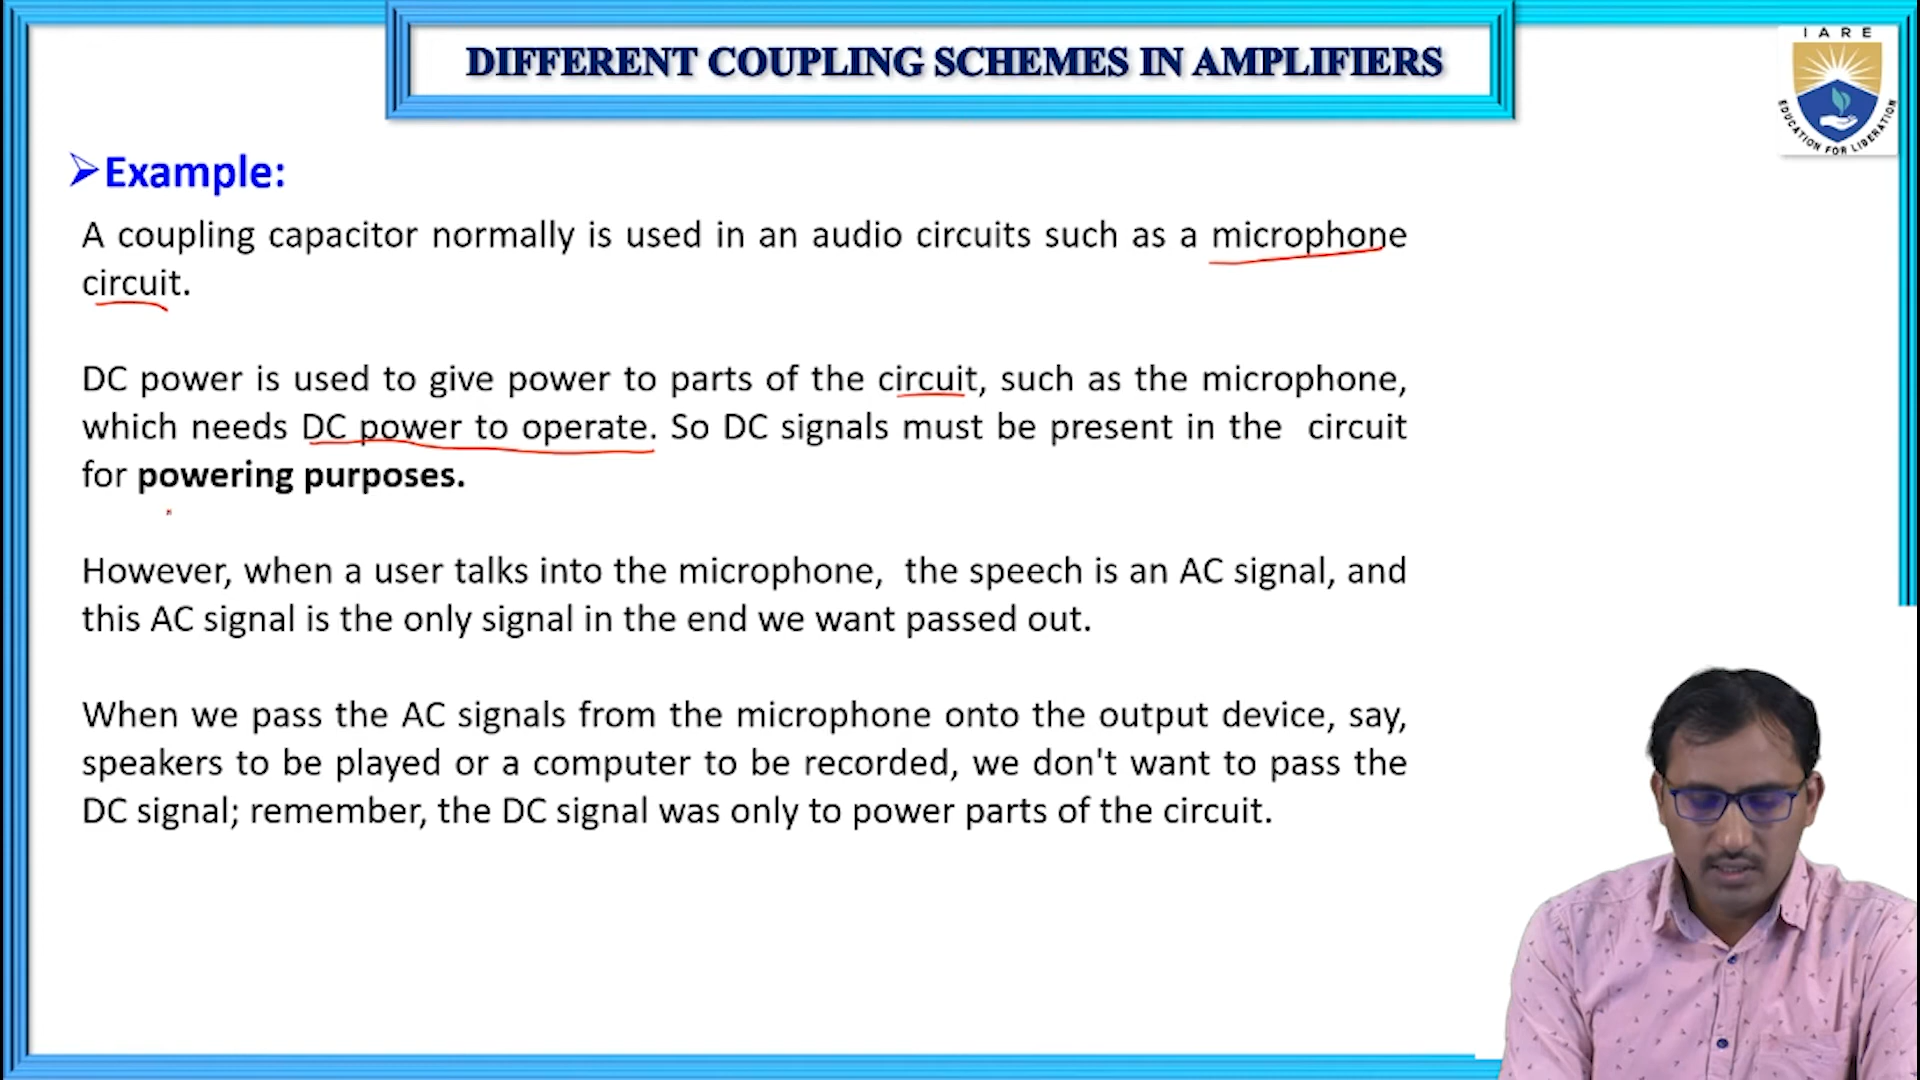 DIFFERENT COUPLING SCHEMES IN AMPLIFIERS
IARE
EDUCATION FOR LIBERATION
Example:
A coupling capacitor normally is used in an audio circuits such as a microphone
circuit.
DC power is used to give power to parts of the circuit, such as the microphone,
which needs DC power to operate. So DC signals must be present in the circuit
for powering purposes.
However, when a user talks into the microphone, the speech is an AC signal, and
this AC signal is the only signal in the end we want passed out.
When we pass the AC signals from the microphone onto the output device, say,
speakers to be played or a computer to be recorded, we don't want to pass the
DC signal; remember, the DC signal was only to power parts of the circuit.